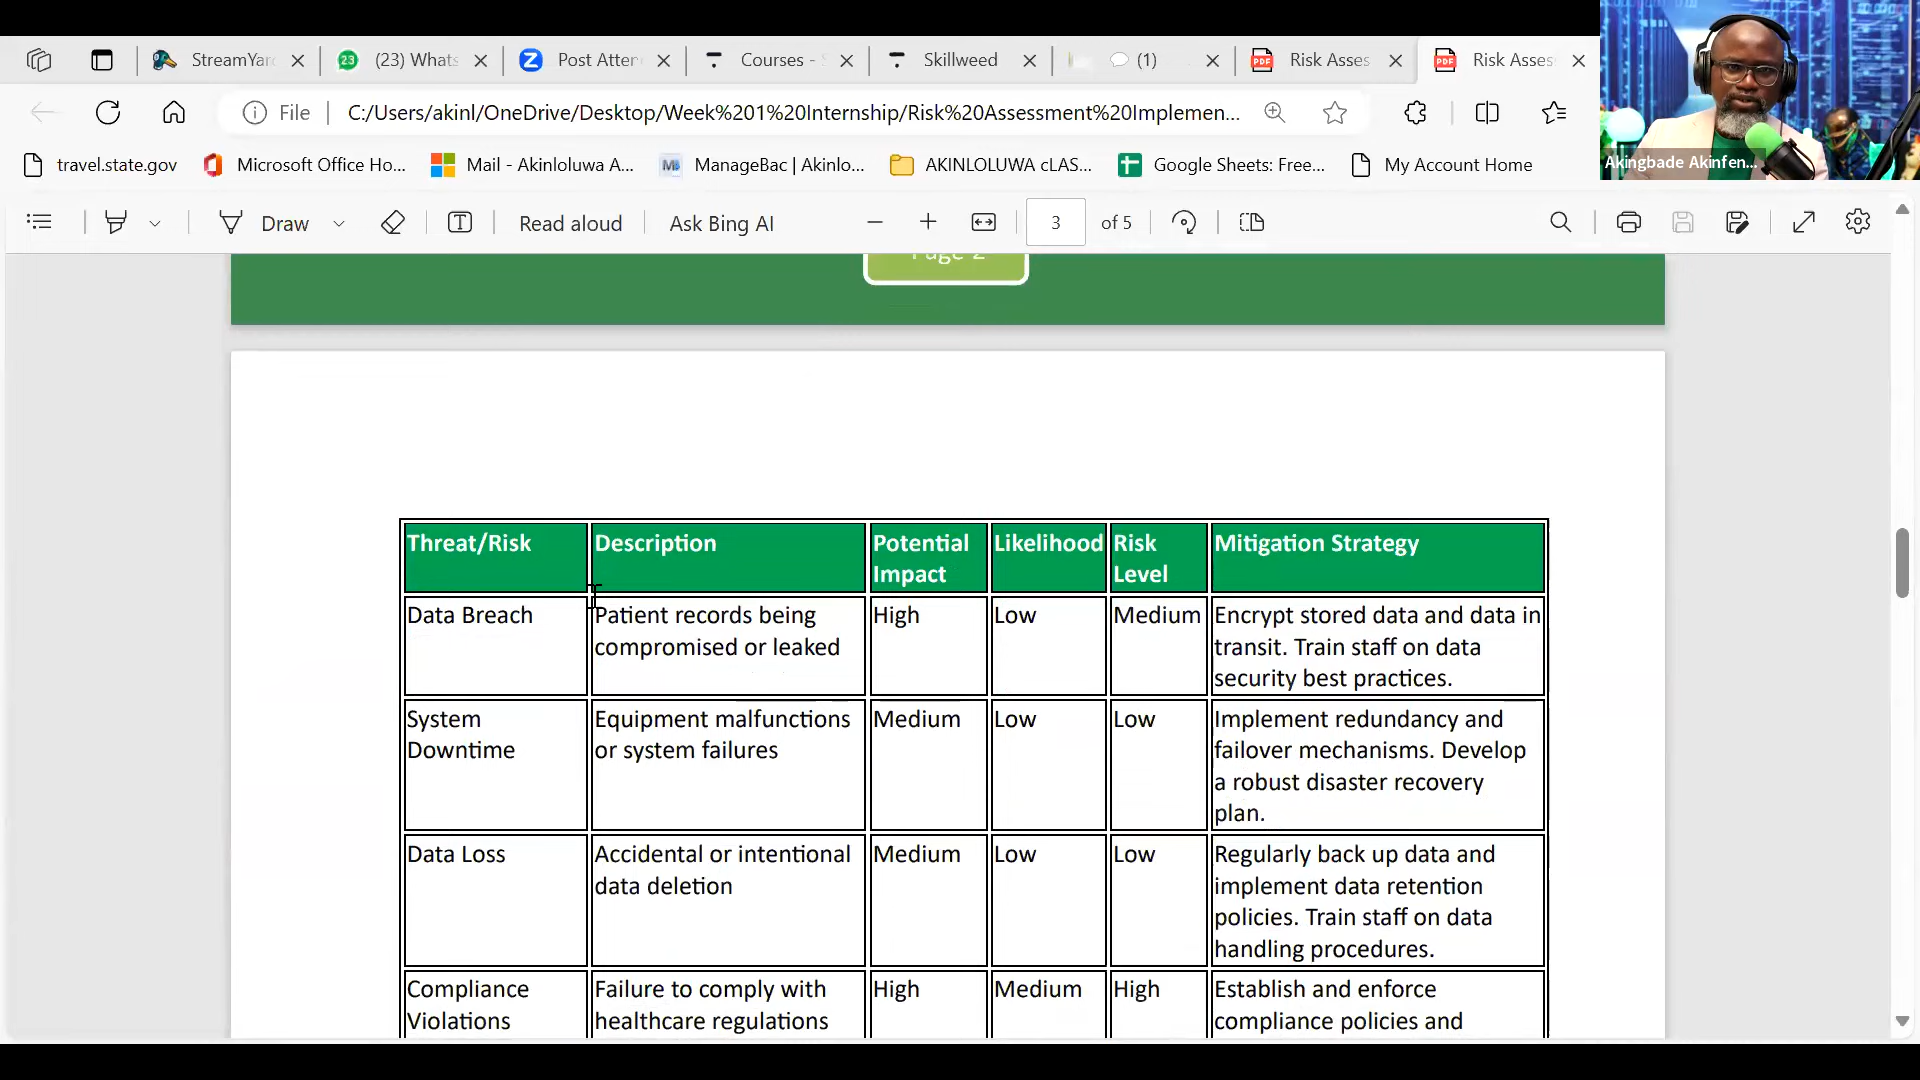 StreamYar
(23) Whats
Post Atter
Courses - S
Skillweed
(1)
Risk Asses
Risk Asses
File
C:/Users/akinl/OneDrive/Desktop/Week%201%20Internship/Risk%20Assessment%20Implemen...
Akingbade Akinfen...
travel.state.gov
Microsoft Office Ho...
Mail - Akinloluwa A...
ManageBac | Akinlo...
AKINLOLUWA cLAS...
Google Sheets: Free...
My Account Home
Draw
Read aloud
Ask Bing AI
3
of 5
Page 2
Threat/Risk
Description
Potential
Impact
Likelihood
Risk
Level
Mitigation Strategy
Data Breach
Patient records being
compromised or leaked
High
Low
Medium
Encrypt stored data and data in
transit. Train staff on data
security best practices.
System
Downtime
Equipment malfunctions
or system failures
Medium
Low
Low
Implement redundancy and
failover mechanisms. Develop
a robust disaster recovery
plan.
Data Loss
Accidental or intentional
data deletion
Medium
Low
Low
Regularly back up data and
implement data retention
policies. Train staff on data
handling procedures.
Compliance
Violations
Failure to comply with
healthcare regulations
High
Medium
High
Establish and enforce
compliance policies and